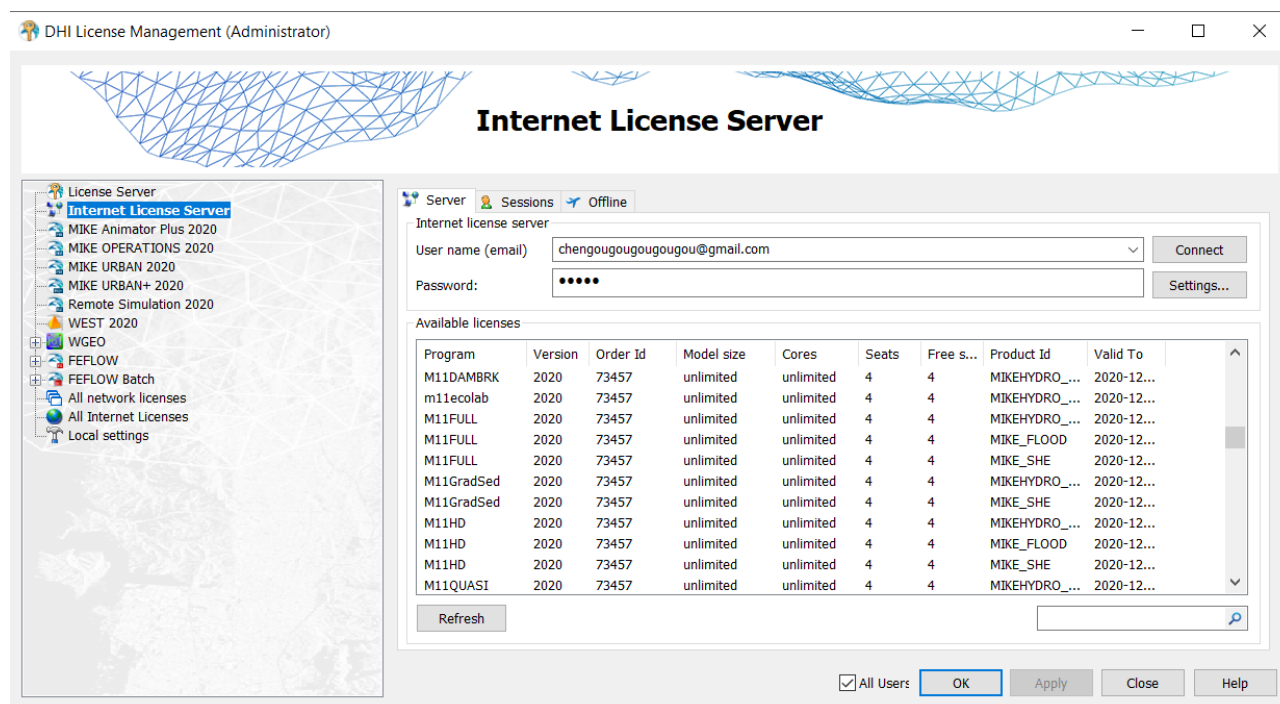 DHI License Management (Administrator)
Internet License Server
License Server
Internet License Server
MIKE Animator Plus 2020
MIKE OPERATIONS 2020
MIKE URBAN 2020
MIKE URBAN+ 2020
Remote Simulation 2020
WEST 2020
WGEO
FEFLOW
FEFLOW Batch
All network licenses
All Internet Licenses
Local settings
Server Sessions Offline
Internet license server
User name (email) chengougougougougou@gmail.com Connect
Password: ••••• Settings...
Available licenses
Program Version Order Id Model size Cores Seats Free s... Product Id Valid To
M11DAMBRK 2020 73457 unlimited unlimited 4 4 MIKEHYDRO_... 2020-12...
m11ecolab 2020 73457 unlimited unlimited 4 4 MIKEHYDRO_... 2020-12...
M11FULL 2020 73457 unlimited unlimited 4 4 MIKEHYDRO_... 2020-12...
M11FULL 2020 73457 unlimited unlimited 4 4 MIKE_FLOOD 2020-12...
M11FULL 2020 73457 unlimited unlimited 4 4 MIKE_SHE 2020-12...
M11GradSed 2020 73457 unlimited unlimited 4 4 MIKEHYDRO_... 2020-12...
M11GradSed 2020 73457 unlimited unlimited 4 4 MIKE_SHE 2020-12...
M11HD 2020 73457 unlimited unlimited 4 4 MIKEHYDRO_... 2020-12...
M11HD 2020 73457 unlimited unlimited 4 4 MIKE_FLOOD 2020-12...
M11HD 2020 73457 unlimited unlimited 4 4 MIKE_SHE 2020-12...
M11QUASI 2020 73457 unlimited unlimited 4 4 MIKEHYDRO_... 2020-12...
Refresh
All Users OK Apply Close Help